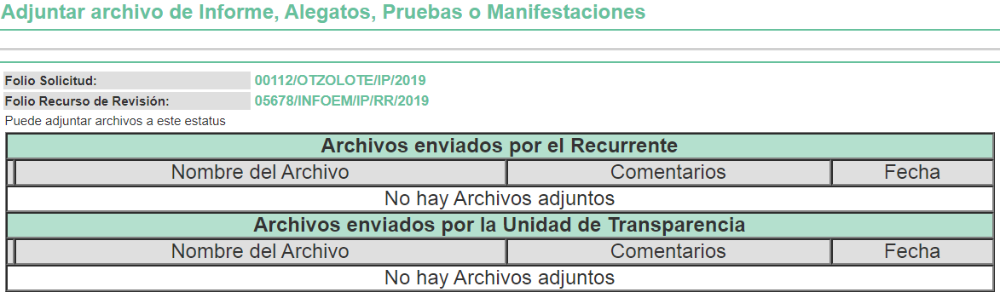 Adjuntar archivo de Informe, Alegatos, Pruebas o Manifestaciones
Folio Solicitud: 00112/OTZOLOTE/IP/2019
Folio Recurso de Revisión: 05678/INFOEM/IP/RR/2019
Puede adjuntar archivos a este estatus
Archivos enviados por el Recurrente
Nombre del Archivo Comentarios Fecha
No hay Archivos adjuntos
Archivos enviados por la Unidad de Transparencia
Nombre del Archivo Comentarios Fecha
No hay Archivos adjuntos